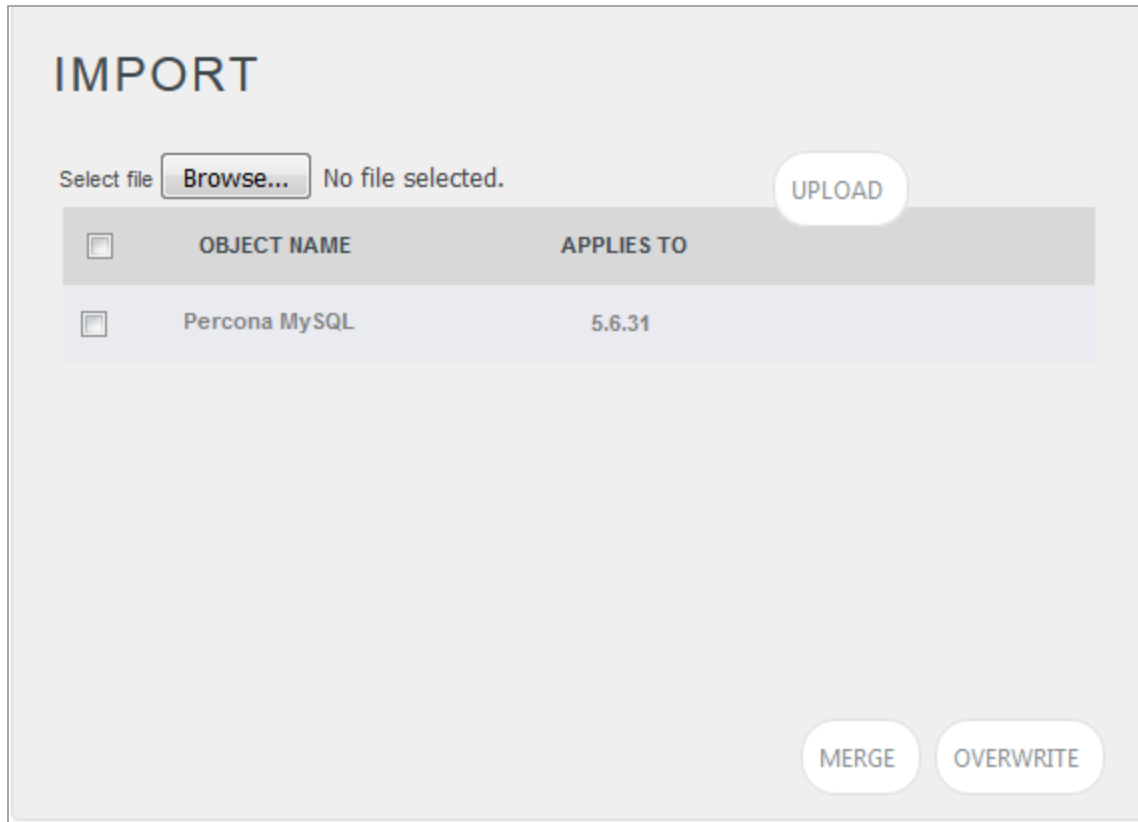 IMPORT
Select file Browse... No file selected. UPLOAD
OBJECT NAME APPLIES TO
Percona MySQL 5.6.31
MERGE OVERWRITE